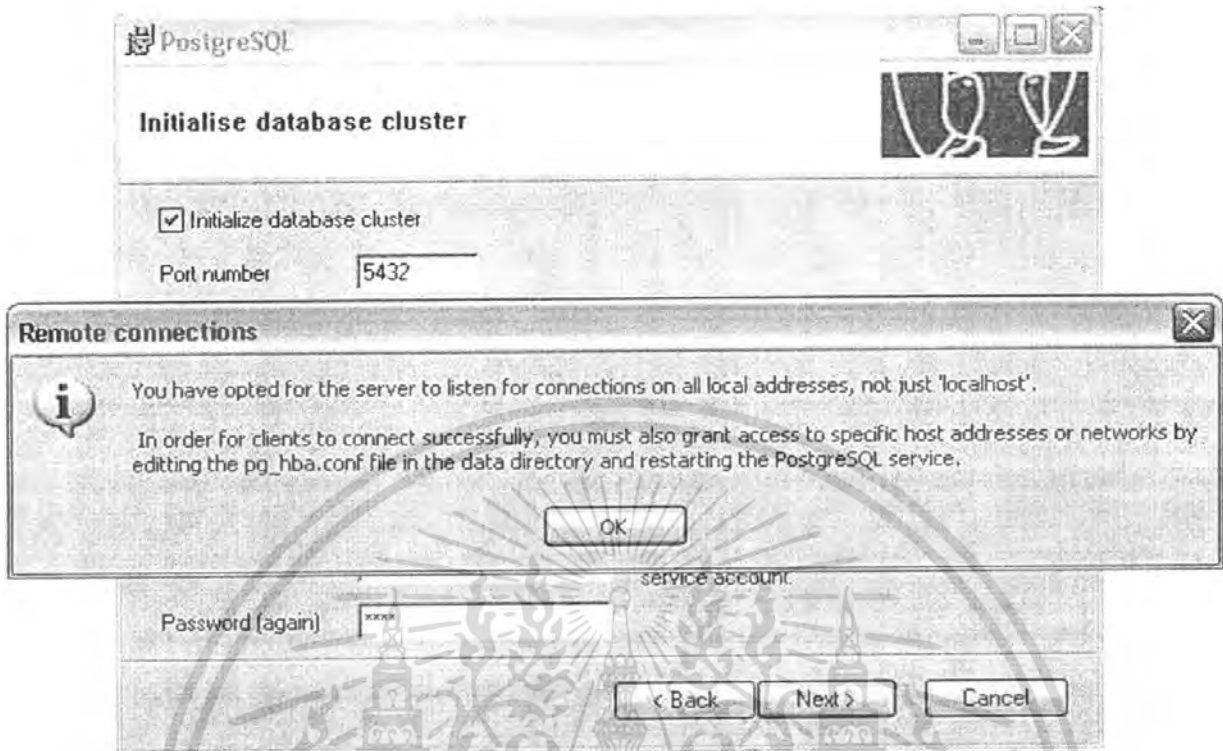 PostgreSQL
Initialise database cluster
Initialize database cluster
Port number 5432
Remote connections
You have opted for the server to listen for connections on all local addresses, not just 'localhost'.
In order for clients to connect successfully, you must also grant access to specific host addresses or networks by
editting the pg_hba.conf file in the data directory and restarting the PostgreSQL service.
OK
service account.
Password (again) ****
< Back Next > Cancel